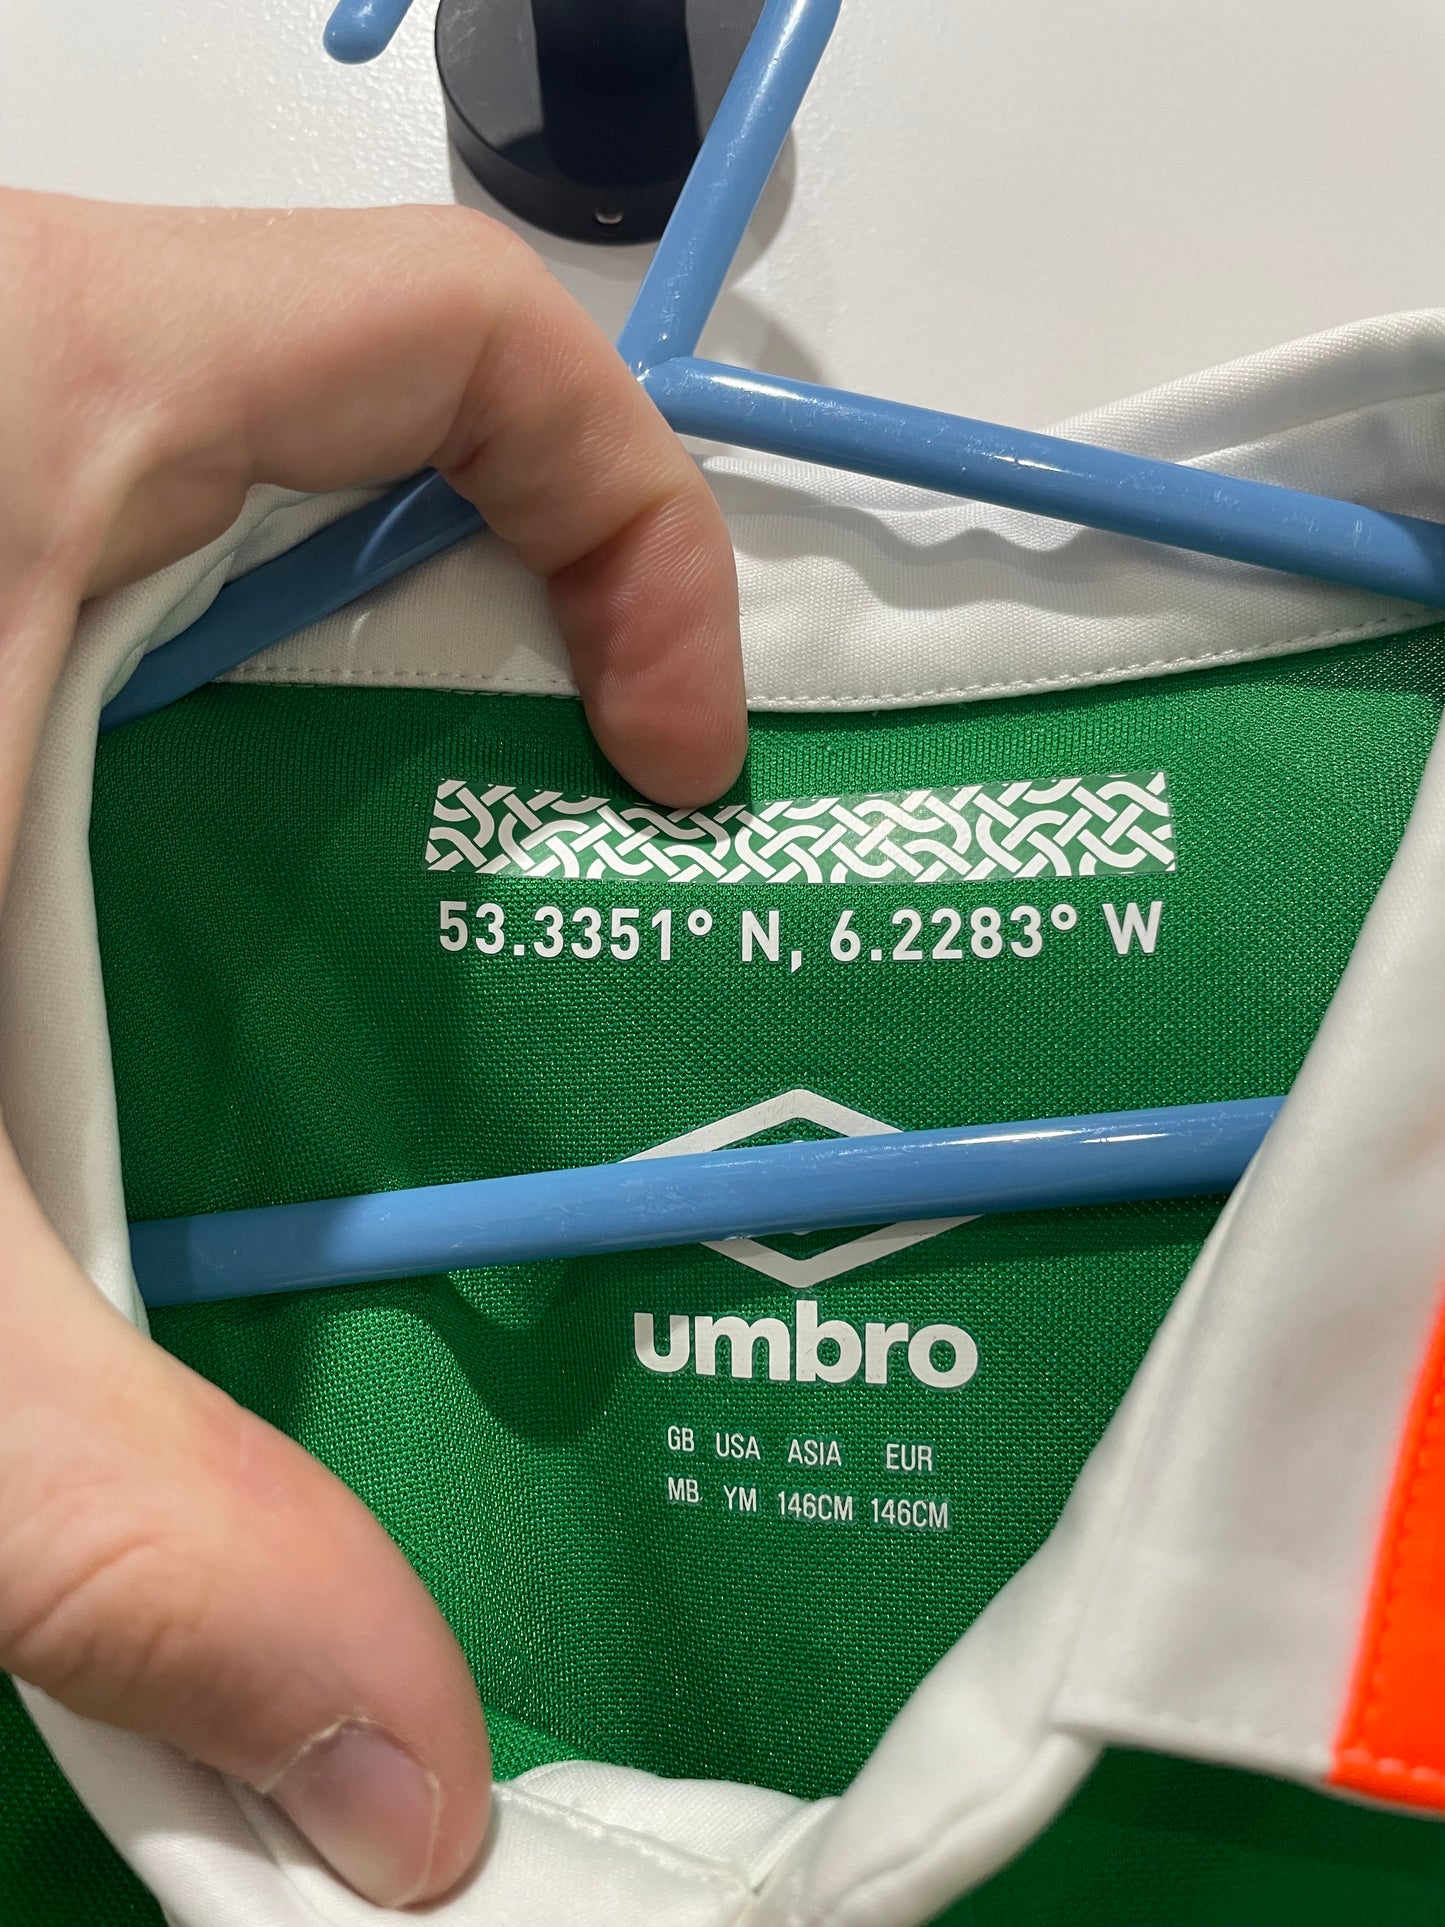 53.3351° N, 6.2283° W
umbro
GB USA ASIA EUR
MB YM 146CM 146CM